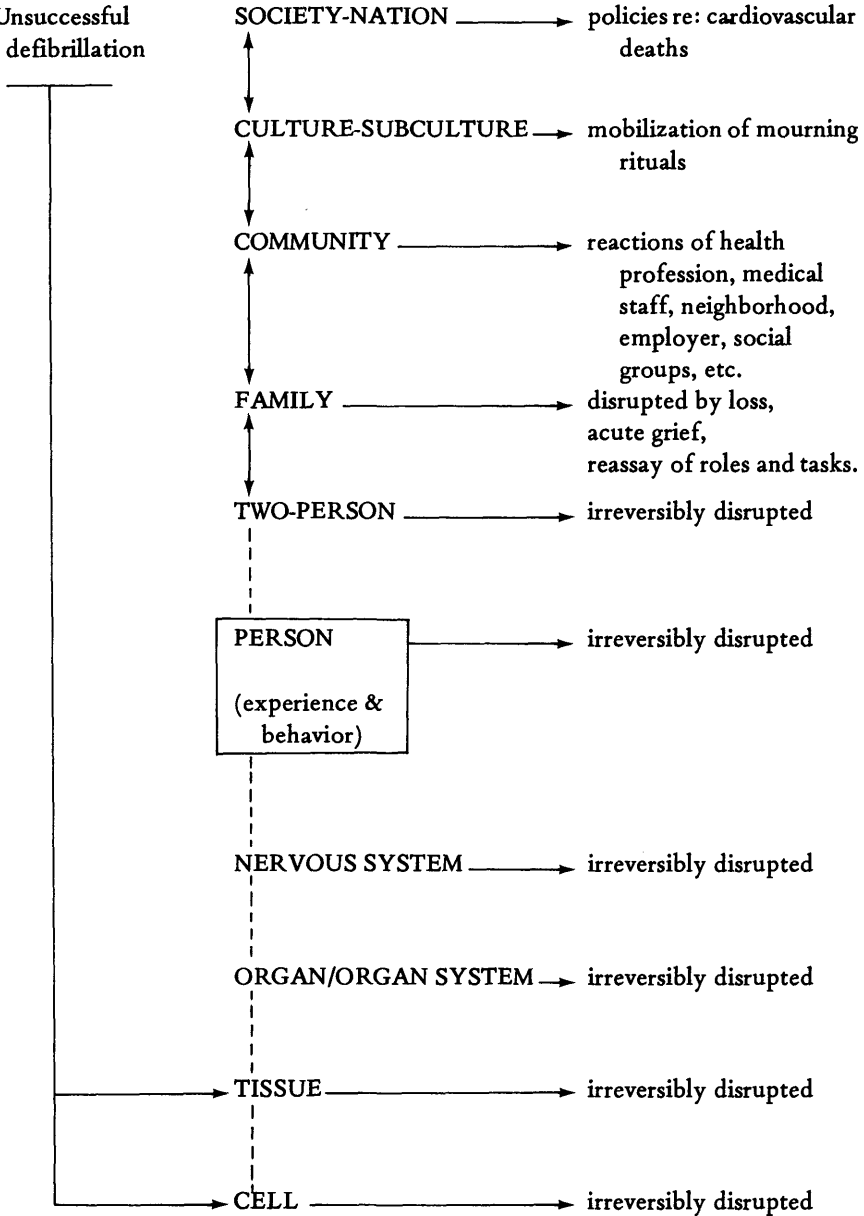 Unsuccessful
defibrillation
SOCIETY-NATION
policies re: cardiovascular
deaths
CULTURE-SUBCULTURE
mobilization of mourning
rituals
COMMUNITY
reactions of health
profession, medical
staff, neighborhood,
employer, social
groups, etc.
FAMILY
disrupted by loss,
acute grief,
reassay of roles and tasks.
TWO-PERSON
irreversibly disrupted
PERSON
irreversibly disrupted
(experience &
behavior)
NERVOUS SYSTEM
irreversibly disrupted
ORGAN/ORGAN SYSTEM
irreversibly disrupted
TISSUE
irreversibly disrupted
CELL
irreversibly disrupted